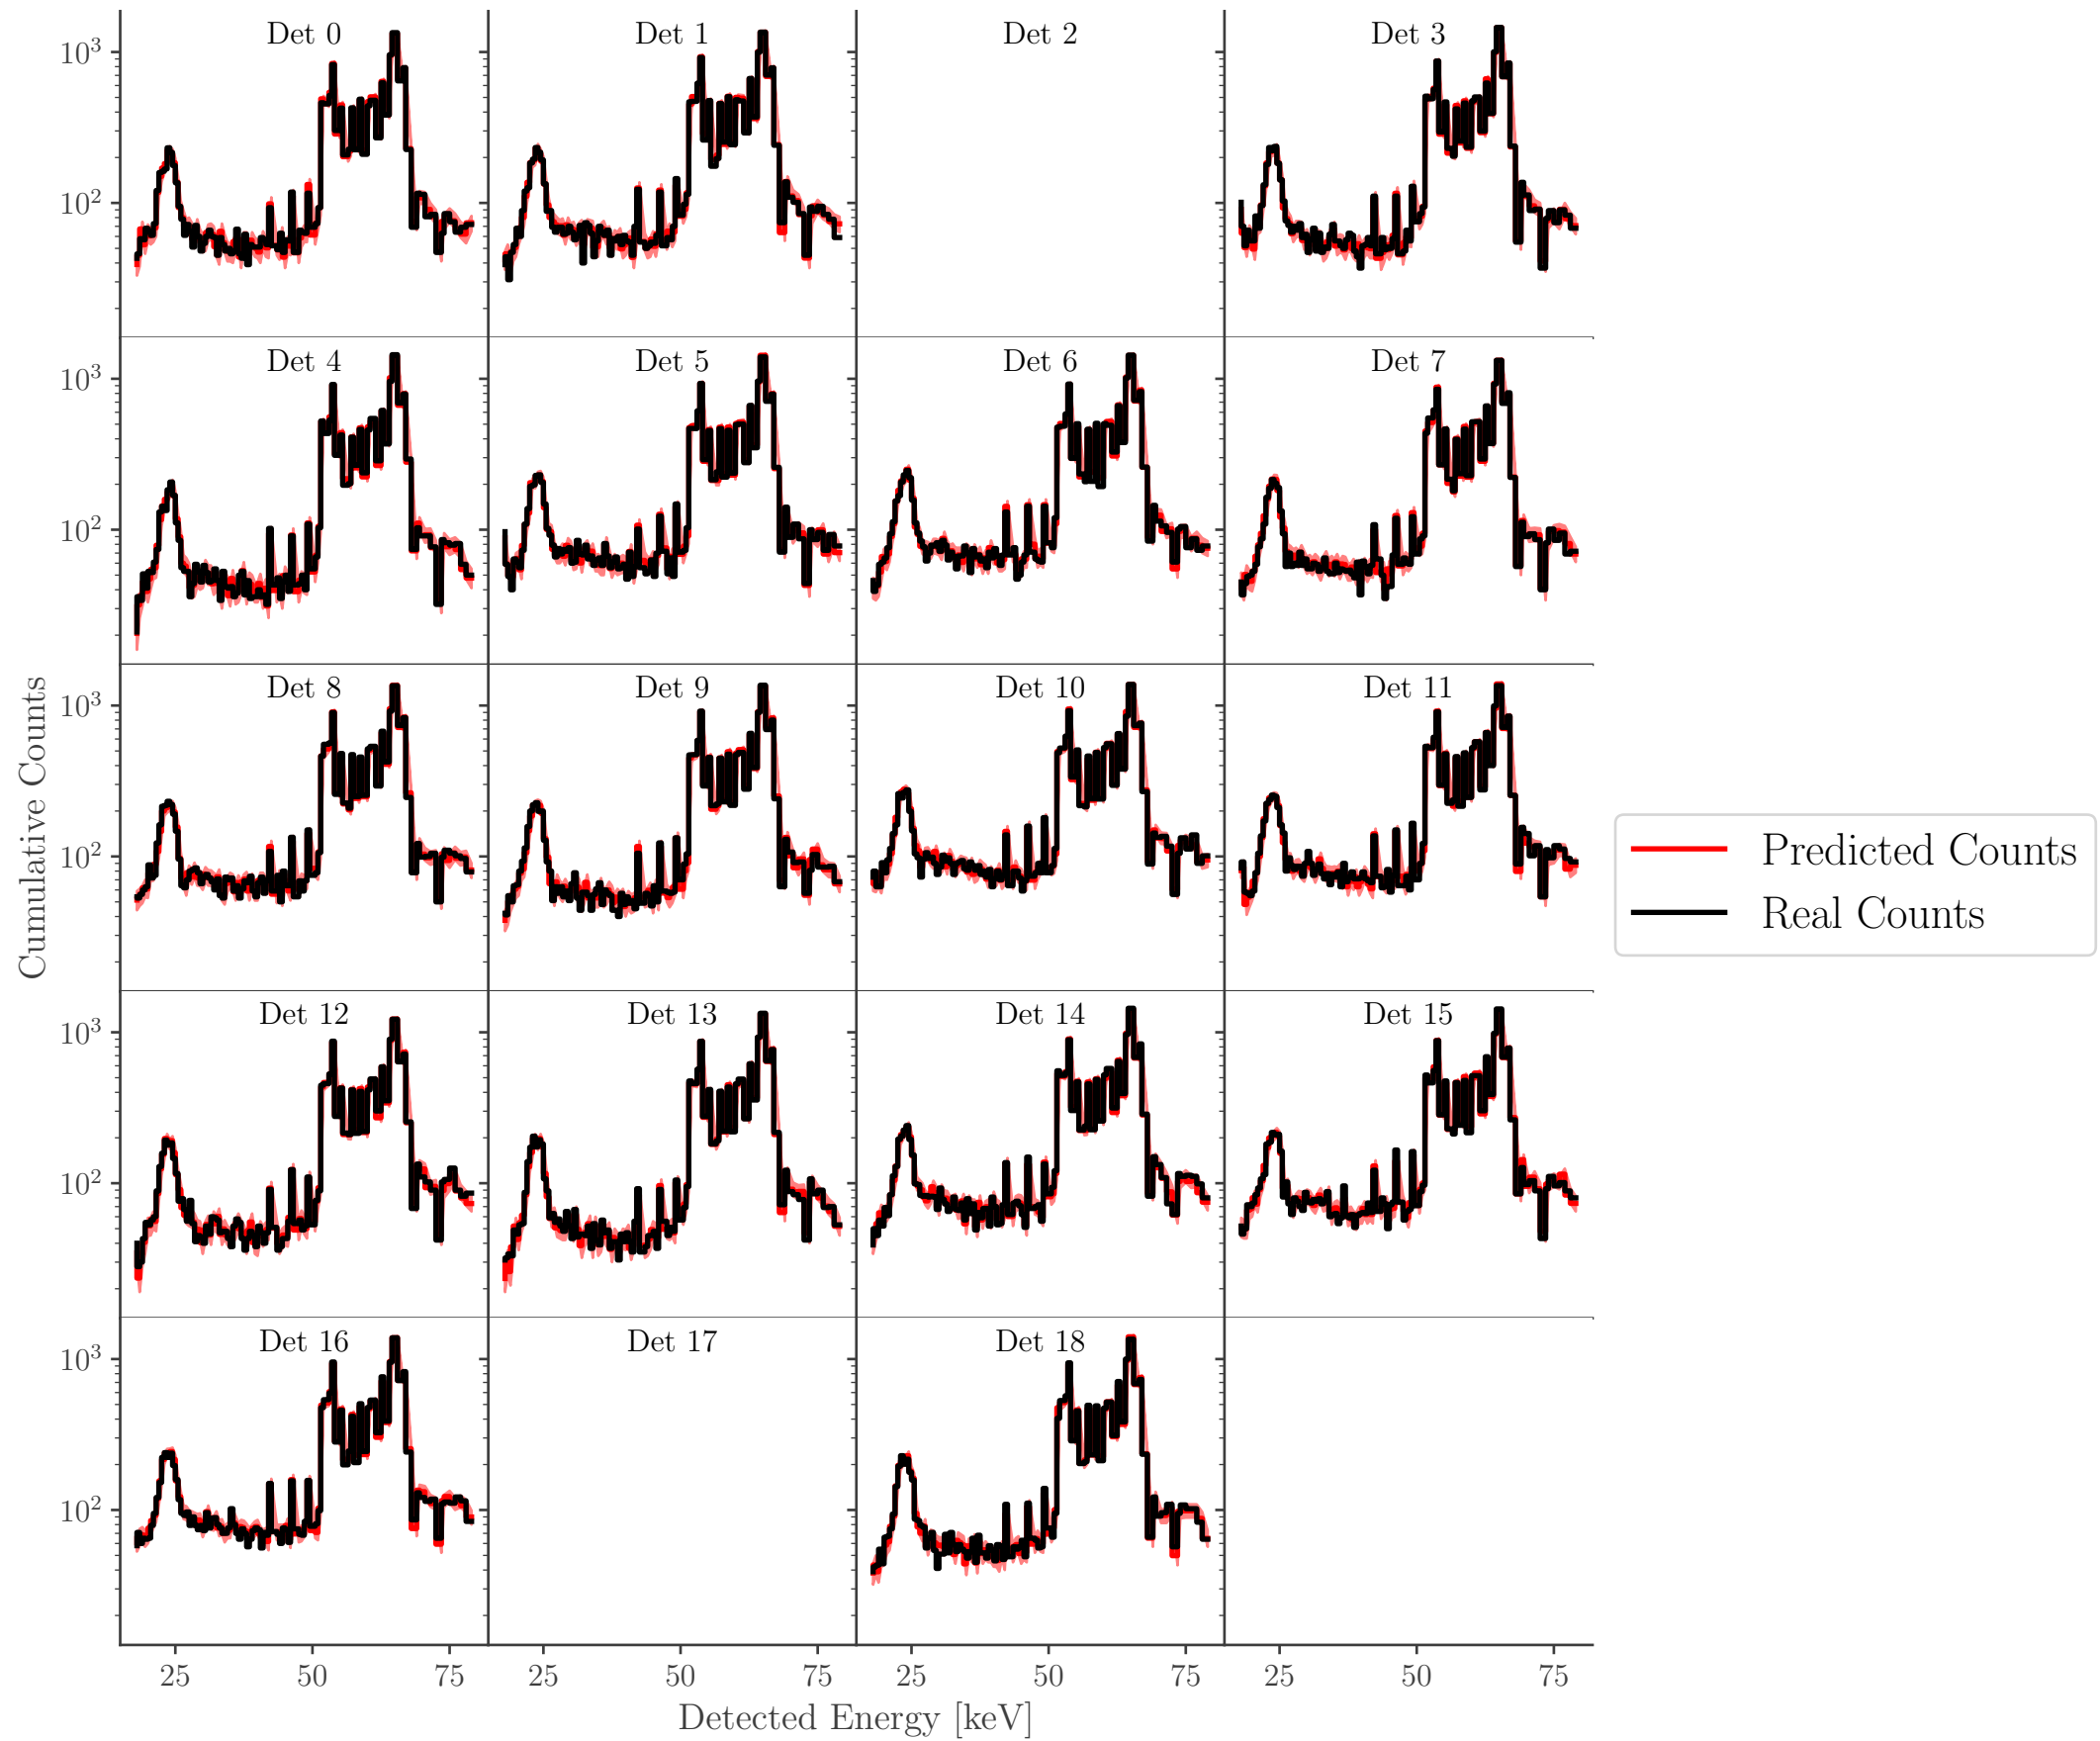 Det 0 Det 1 Det 2 Det 3
10^3
10^2
Det 4 Det 5 Det 6 Det 7
10^3
10^2
Det 8 Det 9 Det 10 Det 11
10^3
10^2
Cumulative Counts
Predicted Counts
Real Counts
Det 12 Det 13 Det 14 Det 15
10^3
10^2
Det 16 Det 17 Det 18
10^3
10^2
25 50 75 25 50 75 25 50 75 25 50 75
Detected Energy [keV]